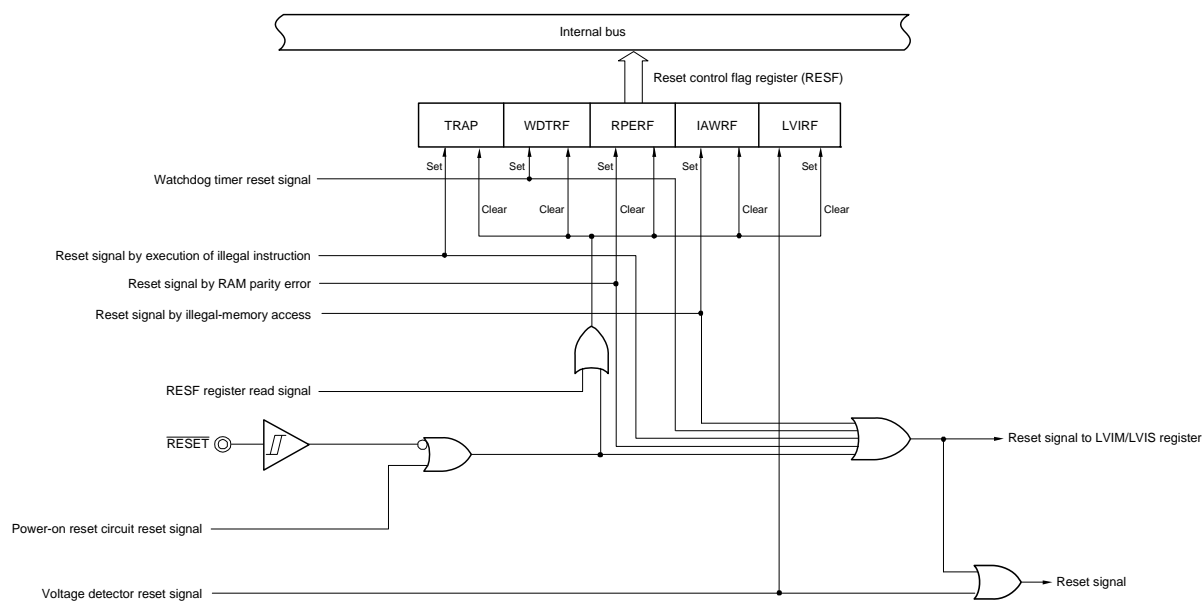 Internal bus
Reset control flag register (RESF)
TRAP WDTRF RPERF IAWRF LVIRF
Set Set Set Set Set
Watchdog timer reset signal
Clear Clear Clear Clear Clear
Reset signal by execution of illegal instruction
Reset signal by RAM parity error
Reset signal by illegal-memory access
RESF register read signal
RESET
Reset signal to LVIM/LVIS register
Power-on reset circuit reset signal
Voltage detector reset signal
Reset signal